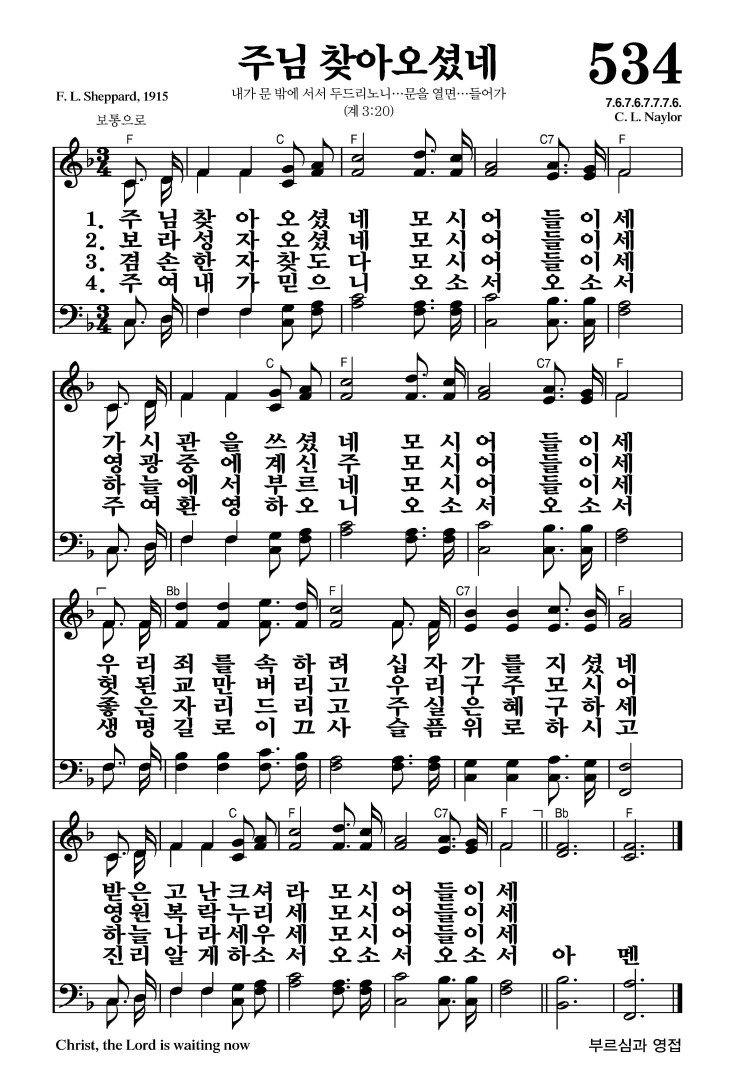 주님 찾아오셨네
534
F. L. Sheppard, 1915
내가 문 밖에 서서 두드리노니…문을 열면…들어가
(계 3:20)
7.6.7.6.7.7.7.6.
C. L. Naylor
보통으로
F C F C7 F
3 4
1. 주 님 찾 아 오 셨 네 모 시 어 들 이 세
2. 보 라 성 자 오 셨 네 모 시 어 들 이 세
3. 겸 손 한 자 찾 도 다 모 시 어 들 이 세
4. 주 여 내 가 믿 으 니 오 소 서 오 소 서
3 4
C F C7 F
가 시 관 을 쓰 셨 네 모 시 어 들 이 세
영 광 중 에 계 신 주 모 시 어 들 이 세
하 늘 에 서 부 르 네 모 시 어 들 이 세
주 여 환 영 하 오 니 오 소 서 오 소 서
Bb F C7 F
우 리 죄 를 속 하 려 십 자 가 를 지 셨 네
헛 된 교 만 버 리 고 우 리 구 주 모 시 어
좋 은 자 리 드 리 고 주 실 은 혜 구 하 세
생 명 길 로 이 끄 사 슬 픔 위 로 하 시 고
C F C7 F Bb F
받 은 고 난 크 셔 라 모 시 어 들 이 세
영 원 복 락 누 리 세 모 시 어 들 이 세
하 늘 나 라 세 우 세 모 시 어 들 이 세
진 리 알 게 하 소 서 오 소 서 오 소 서 아 멘
Christ, the Lord is waiting now
부르심과 영접